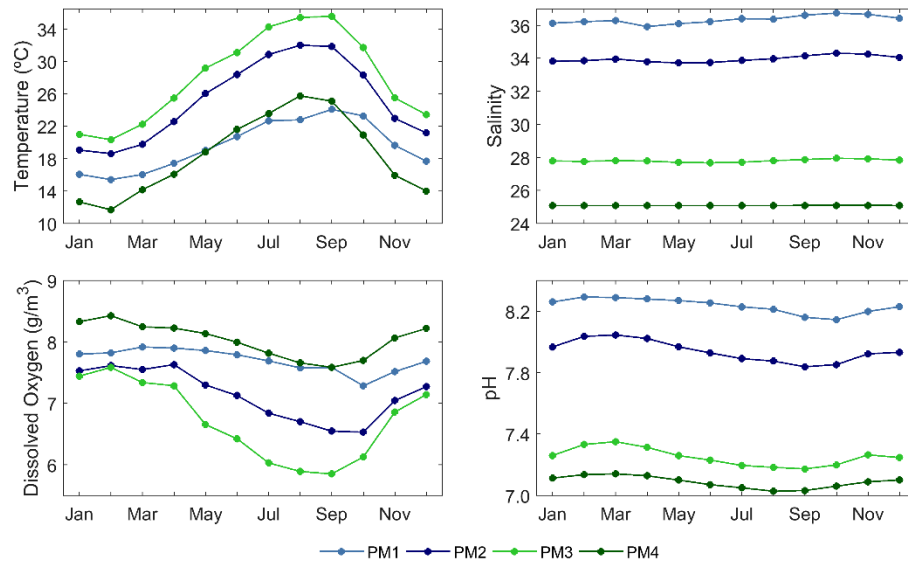 Temperature (ºC)
34
30
26
22
18
14
10
Jan Mar May Jul Sep Nov
Salinity
36
34
32
30
28
26
24
Jan Mar May Jul Sep Nov
Dissolved Oxygen (g/m³)
9
8
7
6
Jan Mar May Jul Sep Nov
pH
8.2
7.8
7.4
7.0
Jan Mar May Jul Sep Nov
PM1 PM2 PM3 PM4